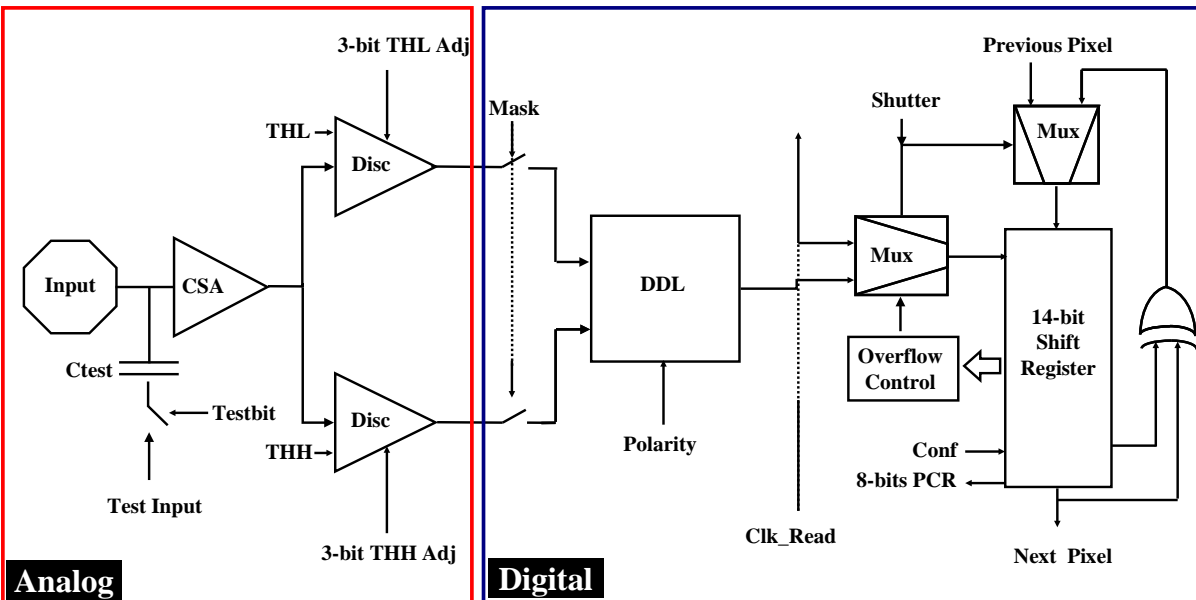 3-bit THL Adj
Previous Pixel
Mask
Shutter
THL
Mux
Disc
Mux
Input
CSA
DDL
14-bit
Shift
Register
Ctest
Overflow
Control
Testbit
Disc
THH
Polarity
Conf
8-bits PCR
Test Input
Clk_Read
3-bit THH Adj
Next Pixel
Analog
Digital